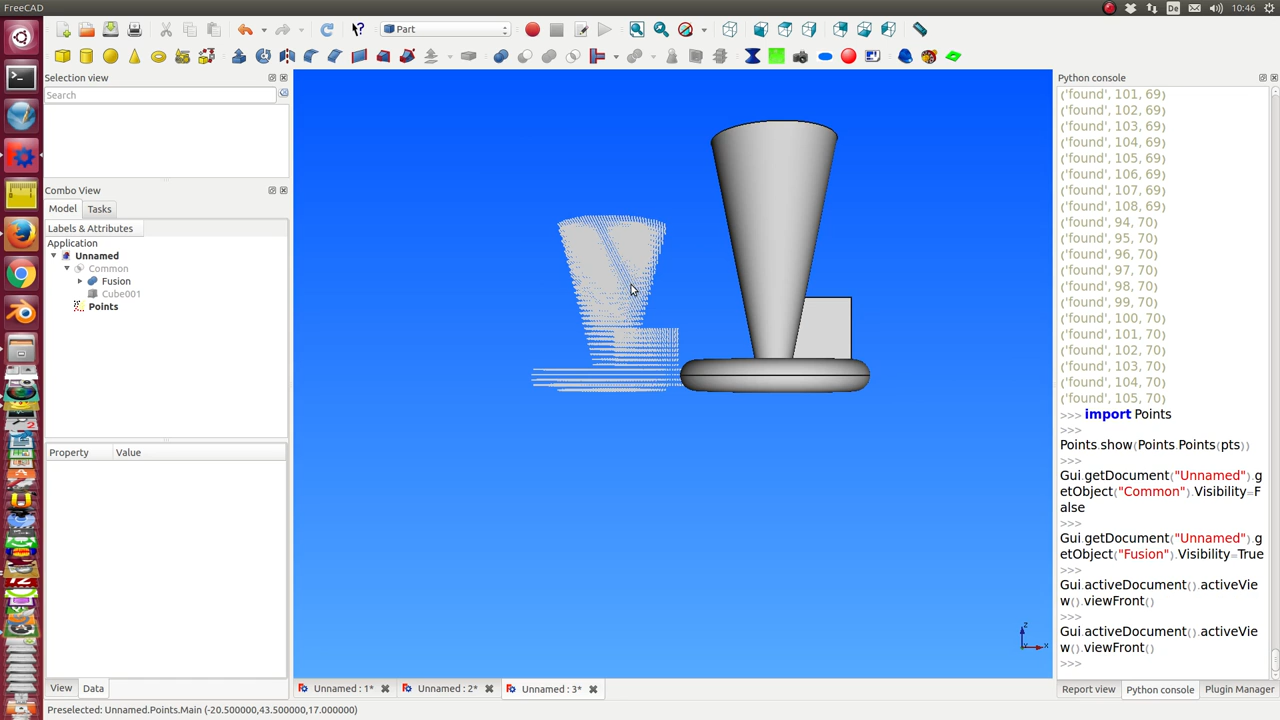 FreeCAD
De
10:46
Part
Selection view
Search
Combo View
Model
Tasks
Labels & Attributes
Application
Unnamed
Common
Fusion
Cube001
Points
Property
Value
View
Data
Unnamed : 1*
Unnamed : 2*
Unnamed : 3*
z
x
Python console
('found', 101, 69)
('found', 102, 69)
('found', 103, 69)
('found', 104, 69)
('found', 105, 69)
('found', 106, 69)
('found', 107, 69)
('found', 108, 69)
('found', 94, 70)
('found', 95, 70)
('found', 96, 70)
('found', 97, 70)
('found', 98, 70)
('found', 99, 70)
('found', 100, 70)
('found', 101, 70)
('found', 102, 70)
('found', 103, 70)
('found', 104, 70)
('found', 105, 70)
>>> import Points
>>>
Points.show(Points.Points(pts))
>>>
Gui.getDocument("Unnamed").g
etObject("Common").Visibility=F
alse
>>>
Gui.getDocument("Unnamed").g
etObject("Fusion").Visibility=True
>>>
Gui.activeDocument().activeVie
w().viewFront()
>>>
Gui.activeDocument().activeVie
w().viewFront()
>>>
Report view
Python console
Plugin Manager
Preselected: Unnamed.Points.Main (-20.500000,43.500000,17.000000)